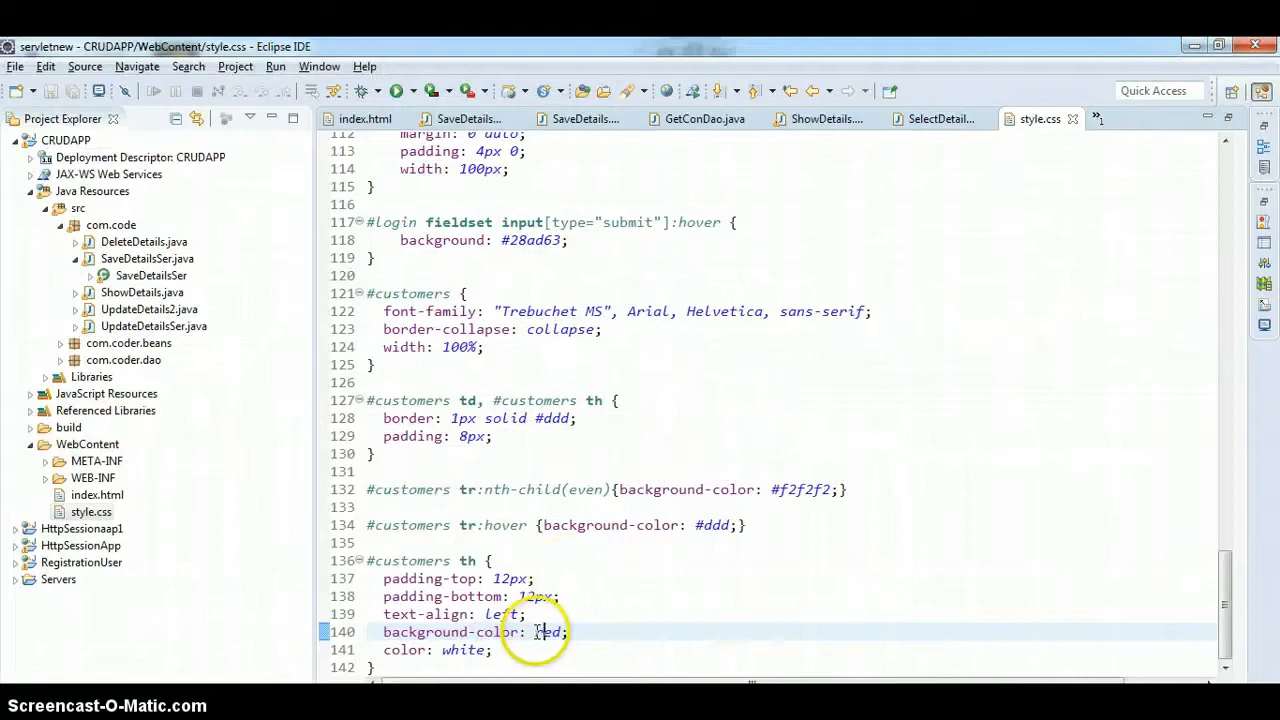 servletnew - CRUDAPP/WebContent/style.css - Eclipse IDE
File Edit Source Navigate Search Project Run Window Help
Quick Access
Project Explorer
index.html SaveDetails... SaveDetails.... GetConDao.java ShowDetails.... SelectDetail... style.css »1
CRUDAPP
Deployment Descriptor: CRUDAPP
JAX-WS Web Services
Java Resources
src
com.code
DeleteDetails.java
SaveDetailsSer.java
SaveDetailsSer
ShowDetails.java
UpdateDetails2.java
UpdateDetailsSer.java
com.coder.beans
com.coder.dao
Libraries
JavaScript Resources
Referenced Libraries
build
WebContent
META-INF
WEB-INF
index.html
style.css
HttpSessionaap1
HttpSessionApp
RegistrationUser
Servers
112 margin: 0 auto;
113 padding: 4px 0;
114 width: 100px;
115 }
116
117 #login fieldset input[type="submit"]:hover {
118 background: #28ad63;
119 }
120
121 #customers {
122 font-family: "Trebuchet MS", Arial, Helvetica, sans-serif;
123 border-collapse: collapse;
124 width: 100%;
125 }
126
127 #customers td, #customers th {
128 border: 1px solid #ddd;
129 padding: 8px;
130 }
131
132 #customers tr:nth-child(even){background-color: #f2f2f2;}
133
134 #customers tr:hover {background-color: #ddd;}
135
136 #customers th {
137 padding-top: 12px;
138 padding-bottom: 12px;
139 text-align: left;
140 background-color: red;
141 color: white;
142 }
Screencast-O-Matic.com